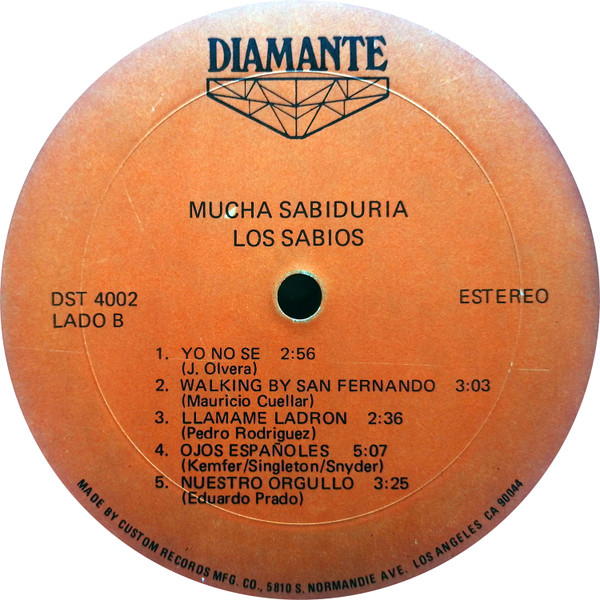 DIAMANTE
MUCHA SABIDURIA
LOS SABIOS
DST 4002
LADO B
ESTEREO
1. YO NO SE 2:56
(J. Olvera)
2. WALKING BY SAN FERNANDO 3:03
(Mauricio Cuellar)
3. LLAMAME LADRON 2:36
(Pedro Rodriguez)
4. OJOS ESPAÑOLES 5:07
(Kemfer/Singleton/Snyder)
5. NUESTRO ORGULLO 3:25
(Eduardo Prado)
MADE BY CUSTOM RECORDS MFG. CO., 5810 S. NORMANDIE AVE. LOS ANGELES CA 90044